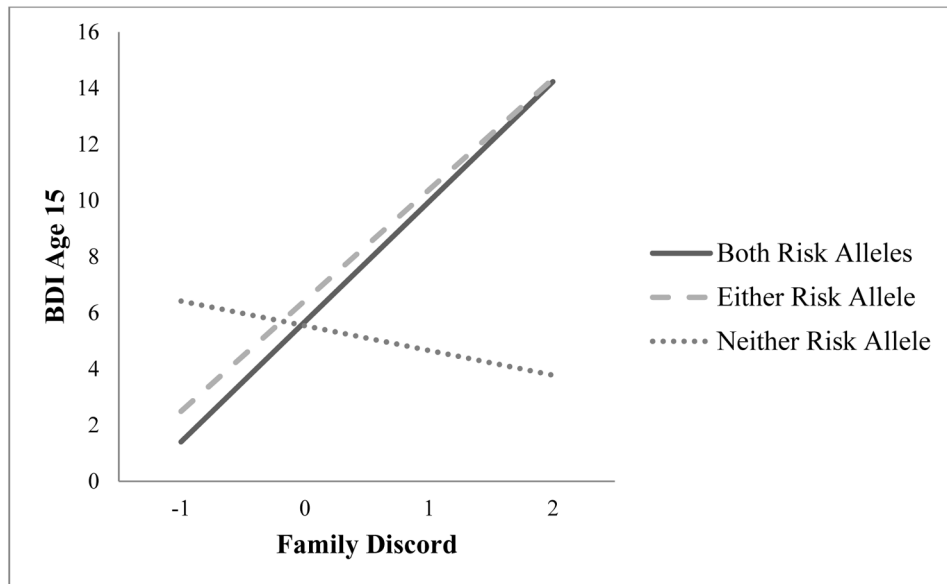 16
14
12
10
8
6
4
2
0
BDI Age 15
-1 0 1 2
Family Discord
Both Risk Alleles
Either Risk Allele
Neither Risk Allele